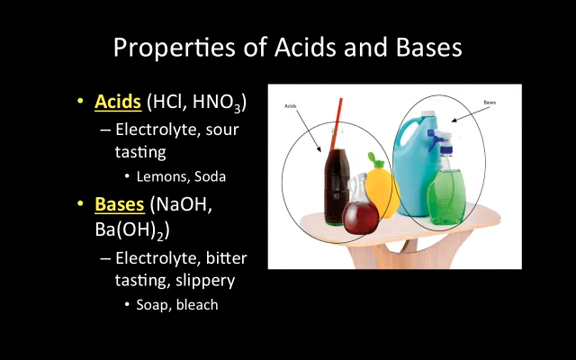 Properties of Acids and Bases
• Acids (HCl, HNO₃)
– Electrolyte, sour
tasting
• Lemons, Soda
• Bases (NaOH,
Ba(OH)₂)
– Electrolyte, bitter
tasting, slippery
• Soap, bleach
Acids
Bases